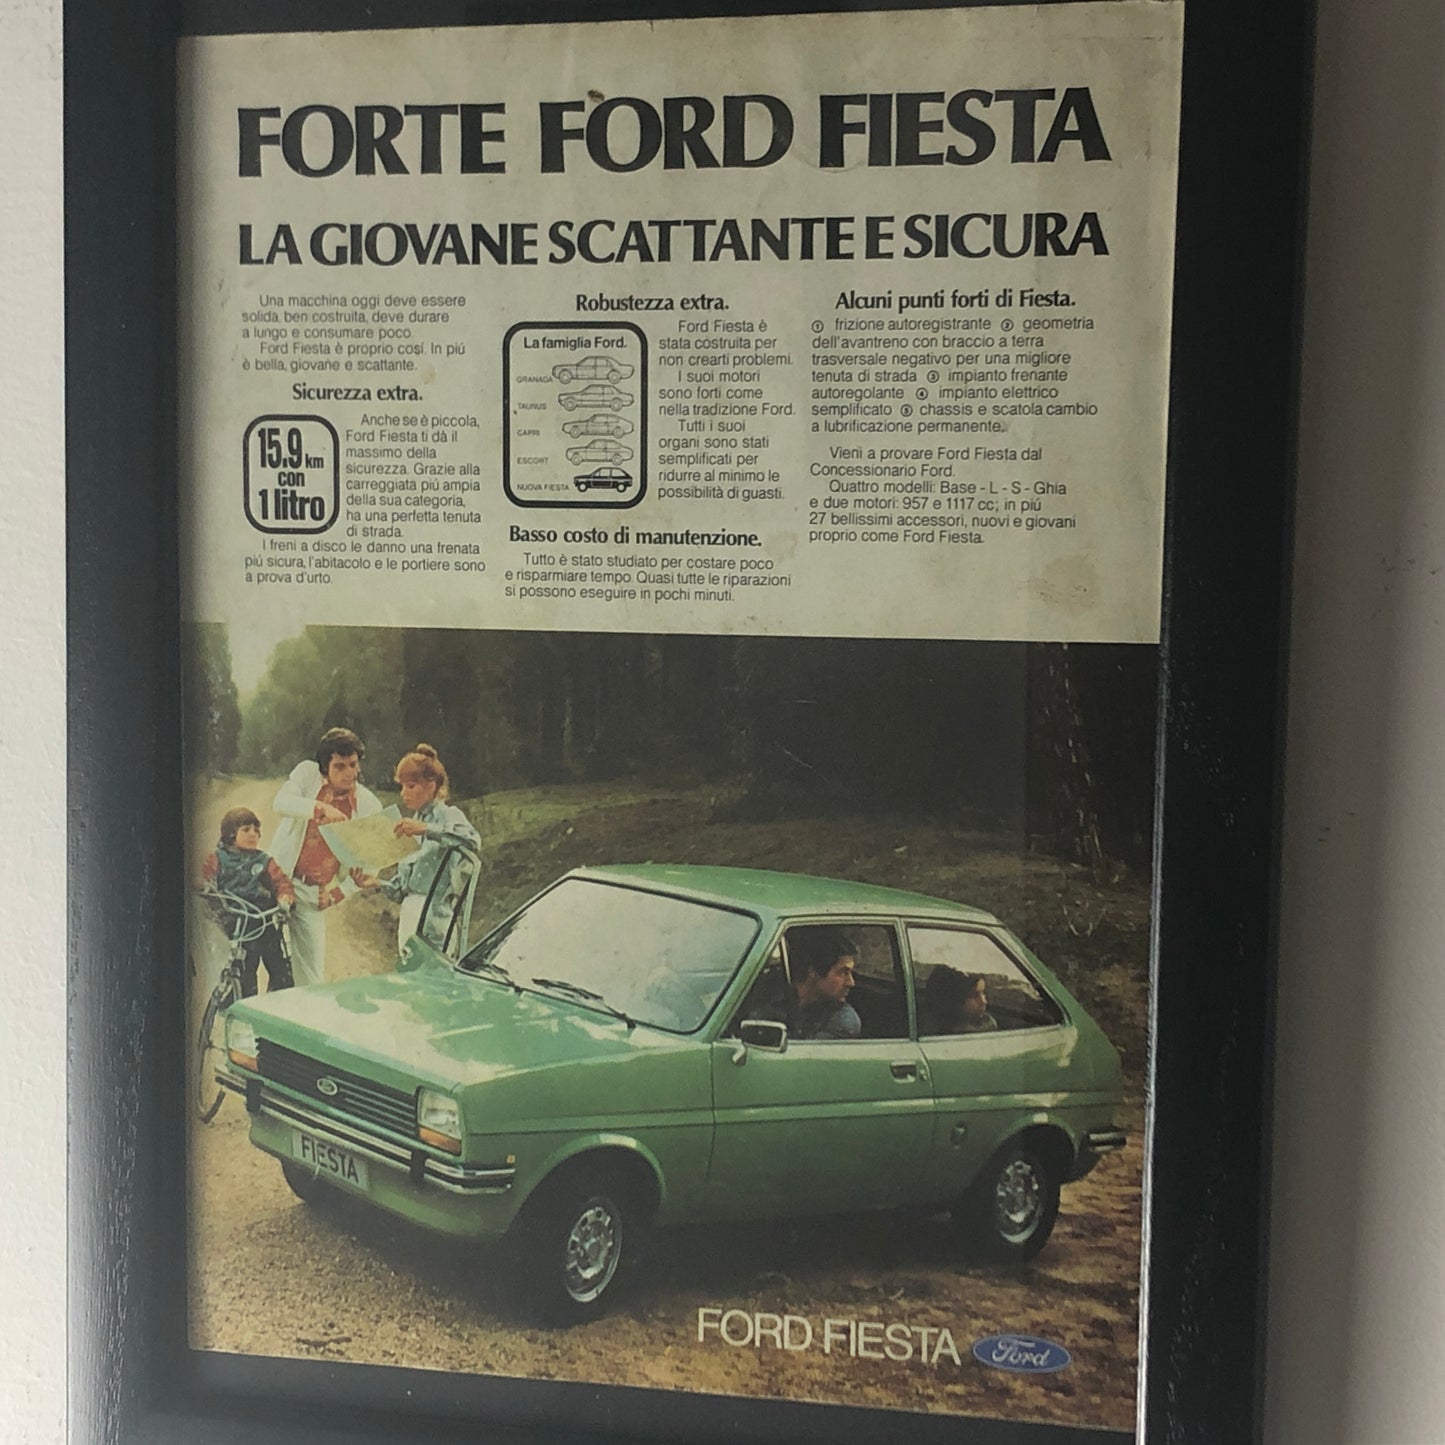 FORTE FORD FIESTA
LA GIOVANE SCATTANTE E SICURA
Una macchina oggi deve essere
solida, ben costruita, deve durare
a lungo e consumare poco.
Ford Fiesta è proprio così. In piú
è bella, giovane e scattante.
Sicurezza extra.
15.9 km
con
1 litro
Anche se è piccola,
Ford Fiesta ti dà il
massimo della
sicurezza. Grazie alla
carreggiata piú ampia
della sua categoria,
ha una perfetta tenuta
di strada.
I freni a disco le danno una frenata
piú sicura, l'abitacolo e le portiere sono
a prova d'urto.
Robustezza extra.
La famiglia Ford.
GRANADA
TAUNUS
CAPRI
ESCORT
NUOVA FIESTA
Ford Fiesta è
stata costruita per
non crearti problemi.
I suoi motori
sono forti come
nella tradizione Ford.
Tutti i suoi
organi sono stati
semplificati per
ridurre al minimo le
possibilità di guasti.
Basso costo di manutenzione.
Tutto è stato studiato per costare poco
e risparmiare tempo. Quasi tutte le riparazioni
si possono eseguire in pochi minuti.
Alcuni punti forti di Fiesta.
① frizione autoregistrante ② geometria
dell'avantreno con braccio a terra
trasversale negativo per una migliore
tenuta di strada ③ impianto frenante
autoregolante ④ impianto elettrico
semplificato ⑤ chassis e scatola cambio
a lubrificazione permanente.
Vieni a provare Ford Fiesta dal
Concessionario Ford.
Quattro modelli: Base - L - S - Ghia
e due motori: 957 e 1117 cc; in piú
27 bellissimi accessori, nuovi e giovani
proprio come Ford Fiesta.
FIESTA
FORD FIESTA Ford